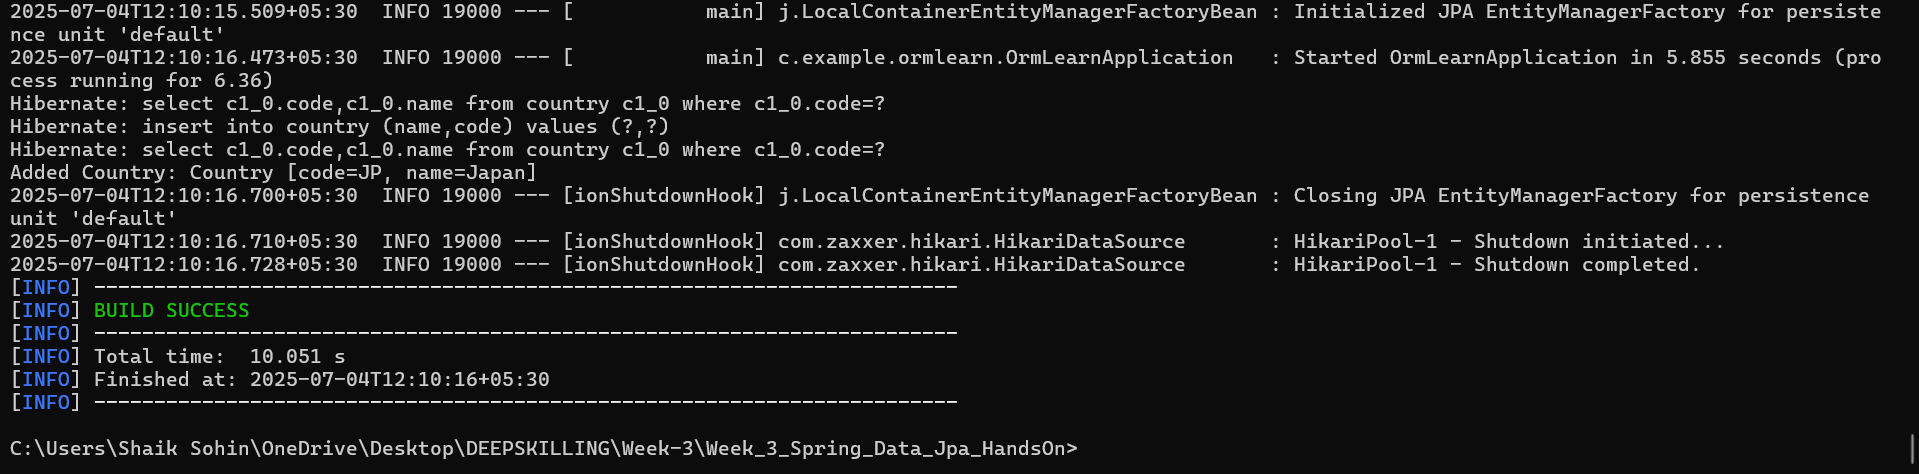 2025-07-04T12:10:15.509+05:30  INFO 19000 --- [           main] j.LocalContainerEntityManagerFactoryBean : Initialized JPA EntityManagerFactory for persiste
nce unit 'default'
2025-07-04T12:10:16.473+05:30  INFO 19000 --- [           main] c.example.ormlearn.OrmLearnApplication   : Started OrmLearnApplication in 5.855 seconds (pro
cess running for 6.36)
Hibernate: select c1_0.code,c1_0.name from country c1_0 where c1_0.code=?
Hibernate: insert into country (name,code) values (?,?)
Hibernate: select c1_0.code,c1_0.name from country c1_0 where c1_0.code=?
Added Country: Country [code=JP, name=Japan]
2025-07-04T12:10:16.700+05:30  INFO 19000 --- [ionShutdownHook] j.LocalContainerEntityManagerFactoryBean : Closing JPA EntityManagerFactory for persistence
unit 'default'
2025-07-04T12:10:16.710+05:30  INFO 19000 --- [ionShutdownHook] com.zaxxer.hikari.HikariDataSource       : HikariPool-1 - Shutdown initiated...
2025-07-04T12:10:16.728+05:30  INFO 19000 --- [ionShutdownHook] com.zaxxer.hikari.HikariDataSource       : HikariPool-1 - Shutdown completed.
[INFO] ------------------------------------------------------------------------
[INFO] BUILD SUCCESS
[INFO] ------------------------------------------------------------------------
[INFO] Total time:  10.051 s
[INFO] Finished at: 2025-07-04T12:10:16+05:30
[INFO] ------------------------------------------------------------------------
C:\Users\Shaik Sohin\OneDrive\Desktop\DEEPSKILLING\Week-3\Week_3_Spring_Data_Jpa_HandsOn>